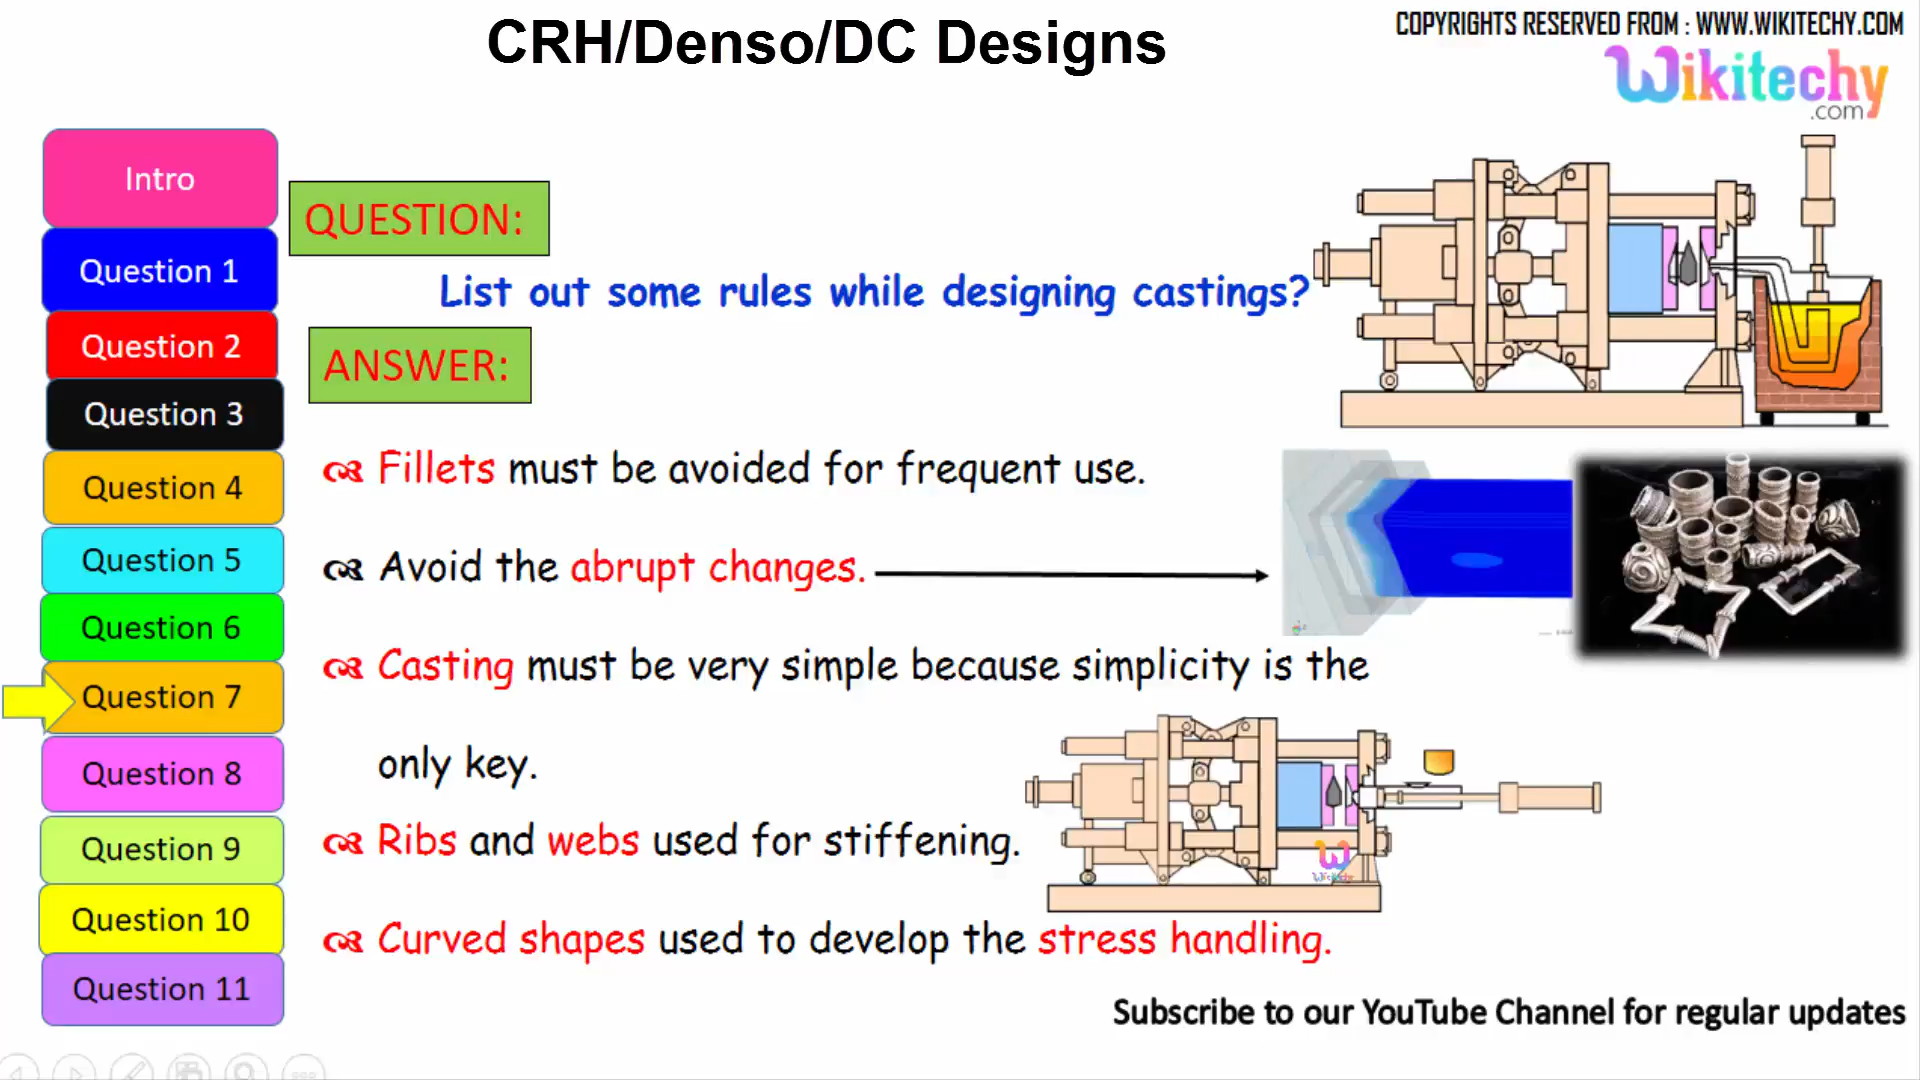 CRH/Denso/DC Designs
COPYRIGHTS RESERVED FROM : WWW.WIKITECHY.COM
Wikitechy
.com
Intro
Question 1
Question 2
Question 3
Question 4
Question 5
Question 6
Question 7
Question 8
Question 9
Question 10
Question 11
QUESTION:
List out some rules while designing castings?
ANSWER:
Fillets must be avoided for frequent use.
Avoid the abrupt changes.
Casting must be very simple because simplicity is the
only key.
Ribs and webs used for stiffening.
Curved shapes used to develop the stress handling.
Wikitechy
Subscribe to our YouTube Channel for regular updates